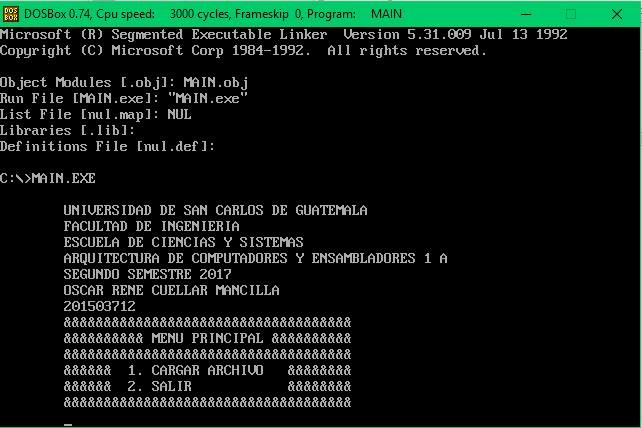 DOSBox 0.74, Cpu speed: 3000 cycles, Frameskip 0, Program: MAIN
Microsoft (R) Segmented Executable Linker Version 5.31.009 Jul 13 1992
Copyright (C) Microsoft Corp 1984-1992. All rights reserved.
Object Modules [.obj]: MAIN.obj
Run File [MAIN.exe]: "MAIN.exe"
List File [nul.map]: NUL
Libraries [.lib]:
Definitions File [nul.def]:
C:\>MAIN.EXE
UNIVERSIDAD DE SAN CARLOS DE GUATEMALA
FACULTAD DE INGENIERIA
ESCUELA DE CIENCIAS Y SISTEMAS
ARQUITECTURA DE COMPUTADORES Y ENSAMBLADORES 1 A
SEGUNDO SEMESTRE 2017
OSCAR RENE CUELLAR MANCILLA
201503712
&&&&&&&&&&&&&&&&&&&&&&&&&&&&&&&&&&&&
&&&&&&&&&& MENU PRINCIPAL &&&&&&&&&&
&&&&&&&&&&&&&&&&&&&&&&&&&&&&&&&&&&&&
&&&&&& 1. CARGAR ARCHIVO &&&&&&&&
&&&&&& 2. SALIR &&&&&&&&
&&&&&&&&&&&&&&&&&&&&&&&&&&&&&&&&&&&&
_